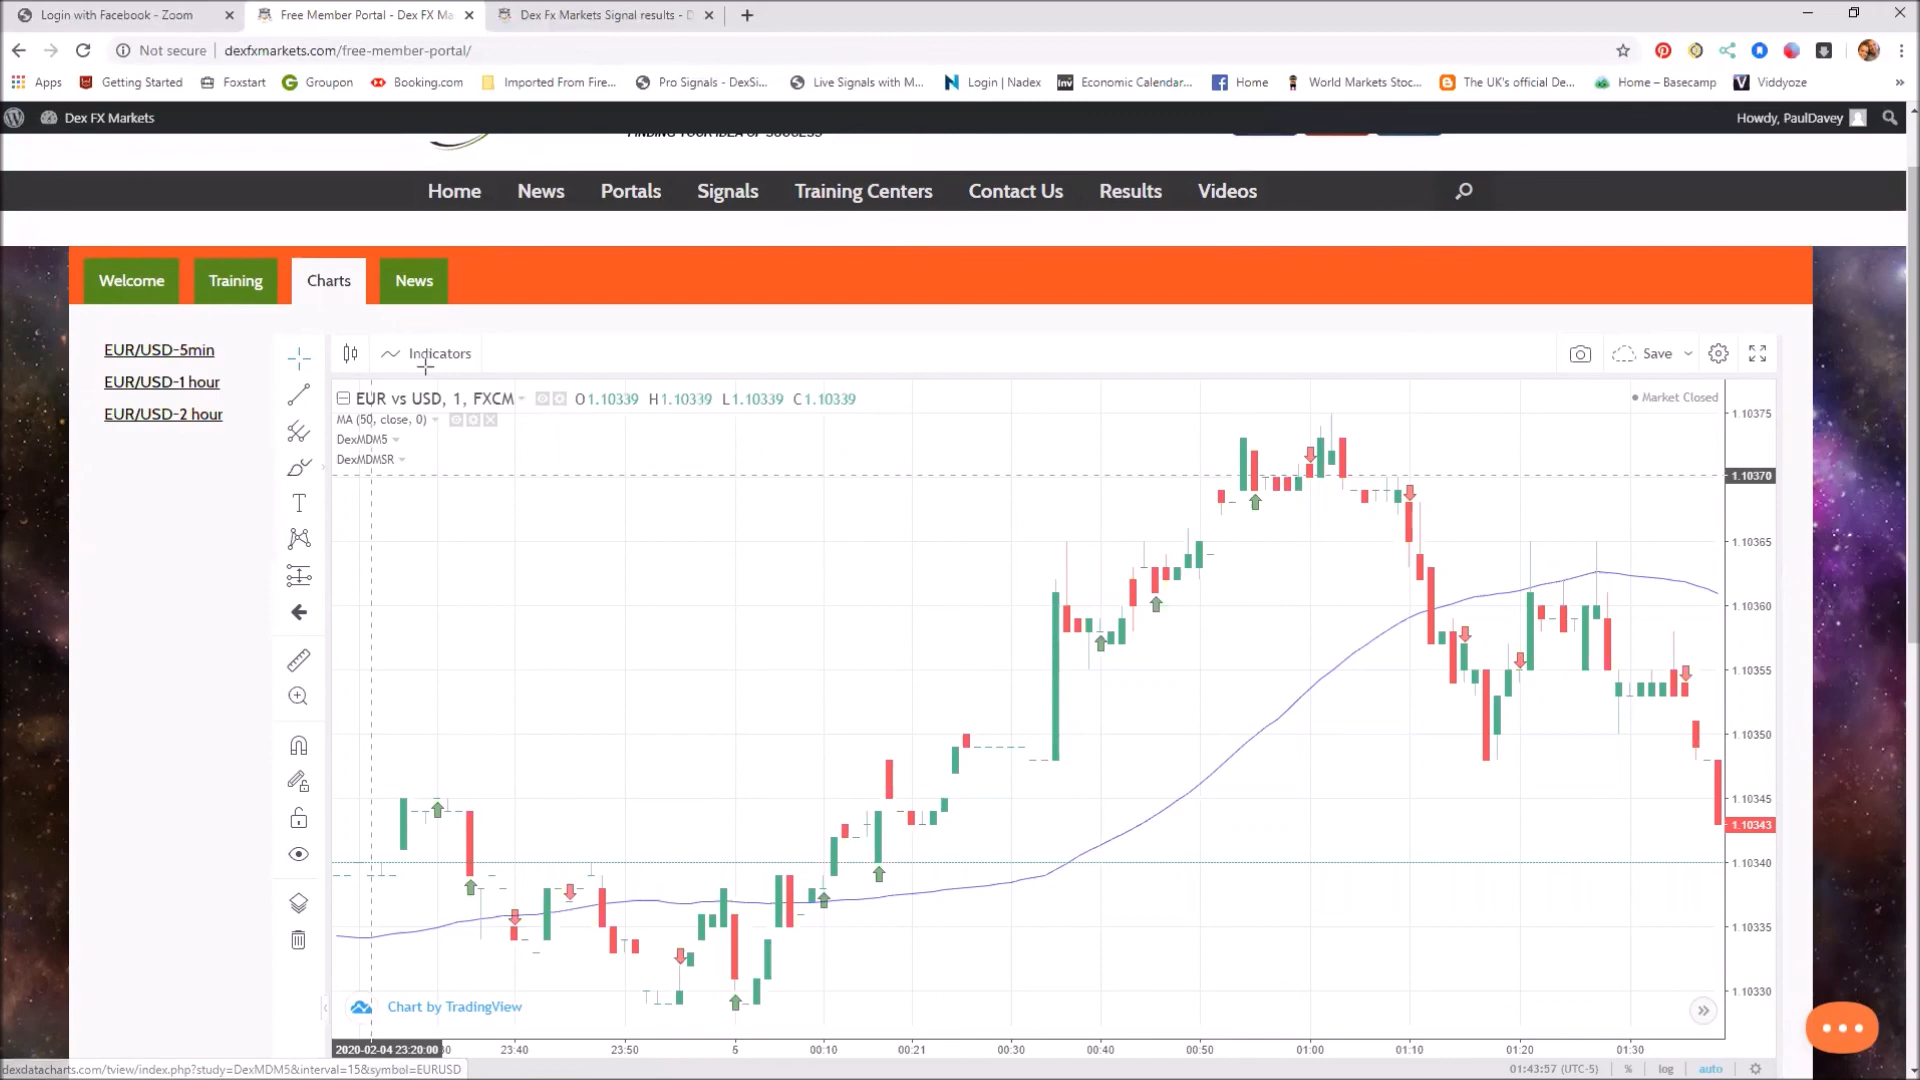 Login with Facebook - Zoom
Free Member Portal - Dex FX Ma
Dex Fx Markets Signal results - D
Not secure
dexfxmarkets.com/free-member-portal/
Apps
Getting Started
Foxstart
Groupon
Booking.com
Imported From Fire...
Pro Signals - DexSi...
Live Signals with M...
Login | Nadex
Economic Calendar...
Home
World Markets Stoc...
The UK's official De...
Home – Basecamp
Viddyoze
Dex FX Markets
Howdy, PaulDavey
FINDING YOUR IDEA OF SUCCESS
Home
News
Portals
Signals
Training Centers
Contact Us
Results
Videos
Welcome
Training
Charts
News
EUR/USD-5min
EUR/USD-1 hour
EUR/USD-2 hour
Indicators
Save
EUR vs USD, 1, FXCM
O1.10339 H1.10339 L1.10339 C1.10339
Market Closed
MA (50, close, 0)
DexMDM5
DexMDMSR
1.10375
1.10370
1.10365
1.10360
1.10355
1.10350
1.10345
1.10343
1.10340
1.10335
1.10330
Chart by TradingView
2020-02-04 23:20:00
23:40
23:50
5
00:10
00:21
00:30
00:40
00:50
01:00
01:10
01:20
01:30
dexdatacharts.com/tview/index.php?study=DexMDM5&interval=15&symbol=EURUSD
01:43:57 (UTC-5)
%
log
auto